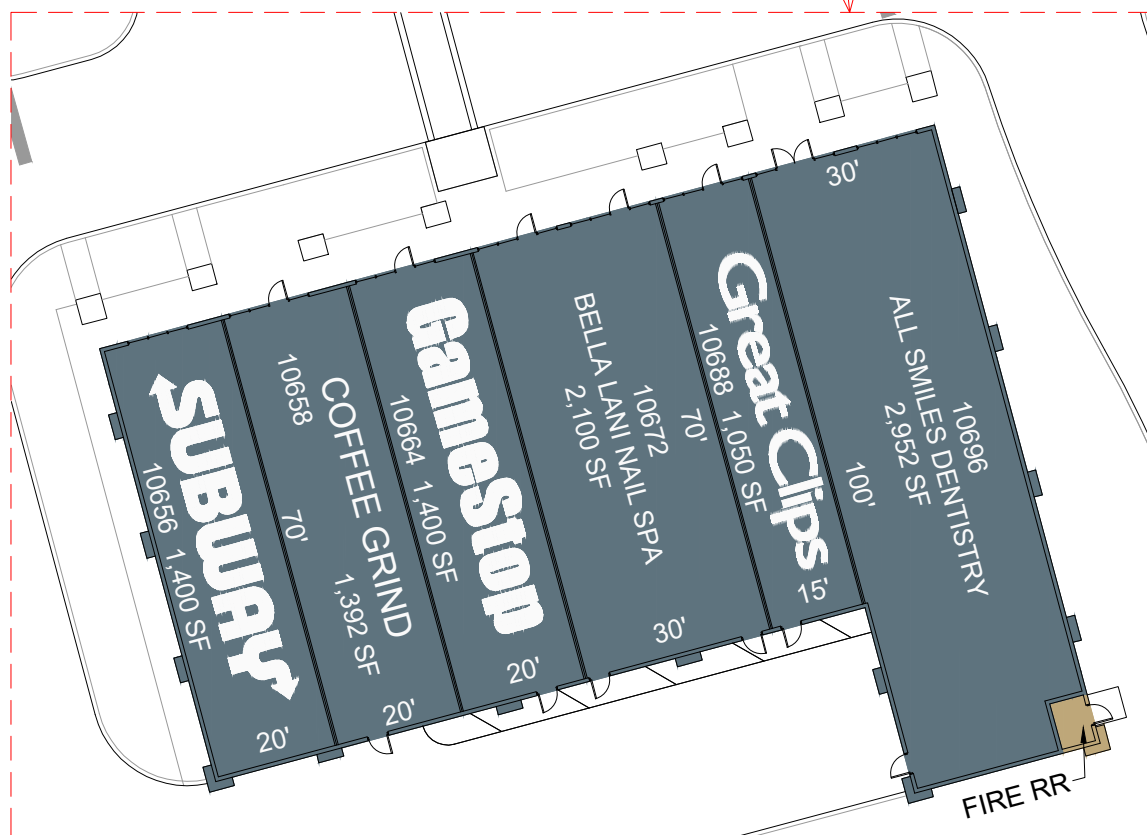 SUBWAY
10656 1,400 SF
20'
10658
COFFEE GRIND
1,392 SF
70'
20'
GameStop
10664 1,400 SF
20'
BELLA LANI NAIL SPA
10672
2,100 SF
70'
30'
Great Clips
10688 1,050 SF
15'
30'
100'
ALL SMILES DENTISTRY
10696
2,952 SF
FIRE RR